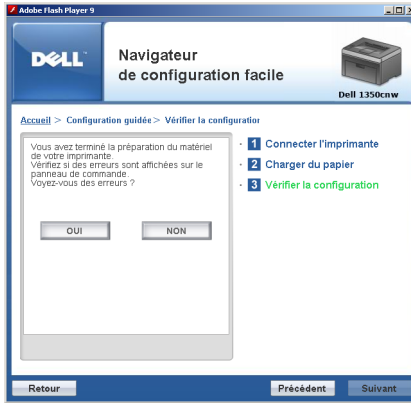 Adobe Flash Player 9
DELL™
Navigateur
de configuration facile
Dell 1350cnw
Accueil > Configuration guidée > Vérifier la configuration
Vous avez terminé la préparation du matériel
de votre imprimante.
Vérifiez si des erreurs sont affichées sur le
panneau de commande.
Voyez-vous des erreurs ?
OUI
NON
1 Connecter l'imprimante
2 Charger du papier
3 Vérifier la configuration
Retour
Précédent
Suivant